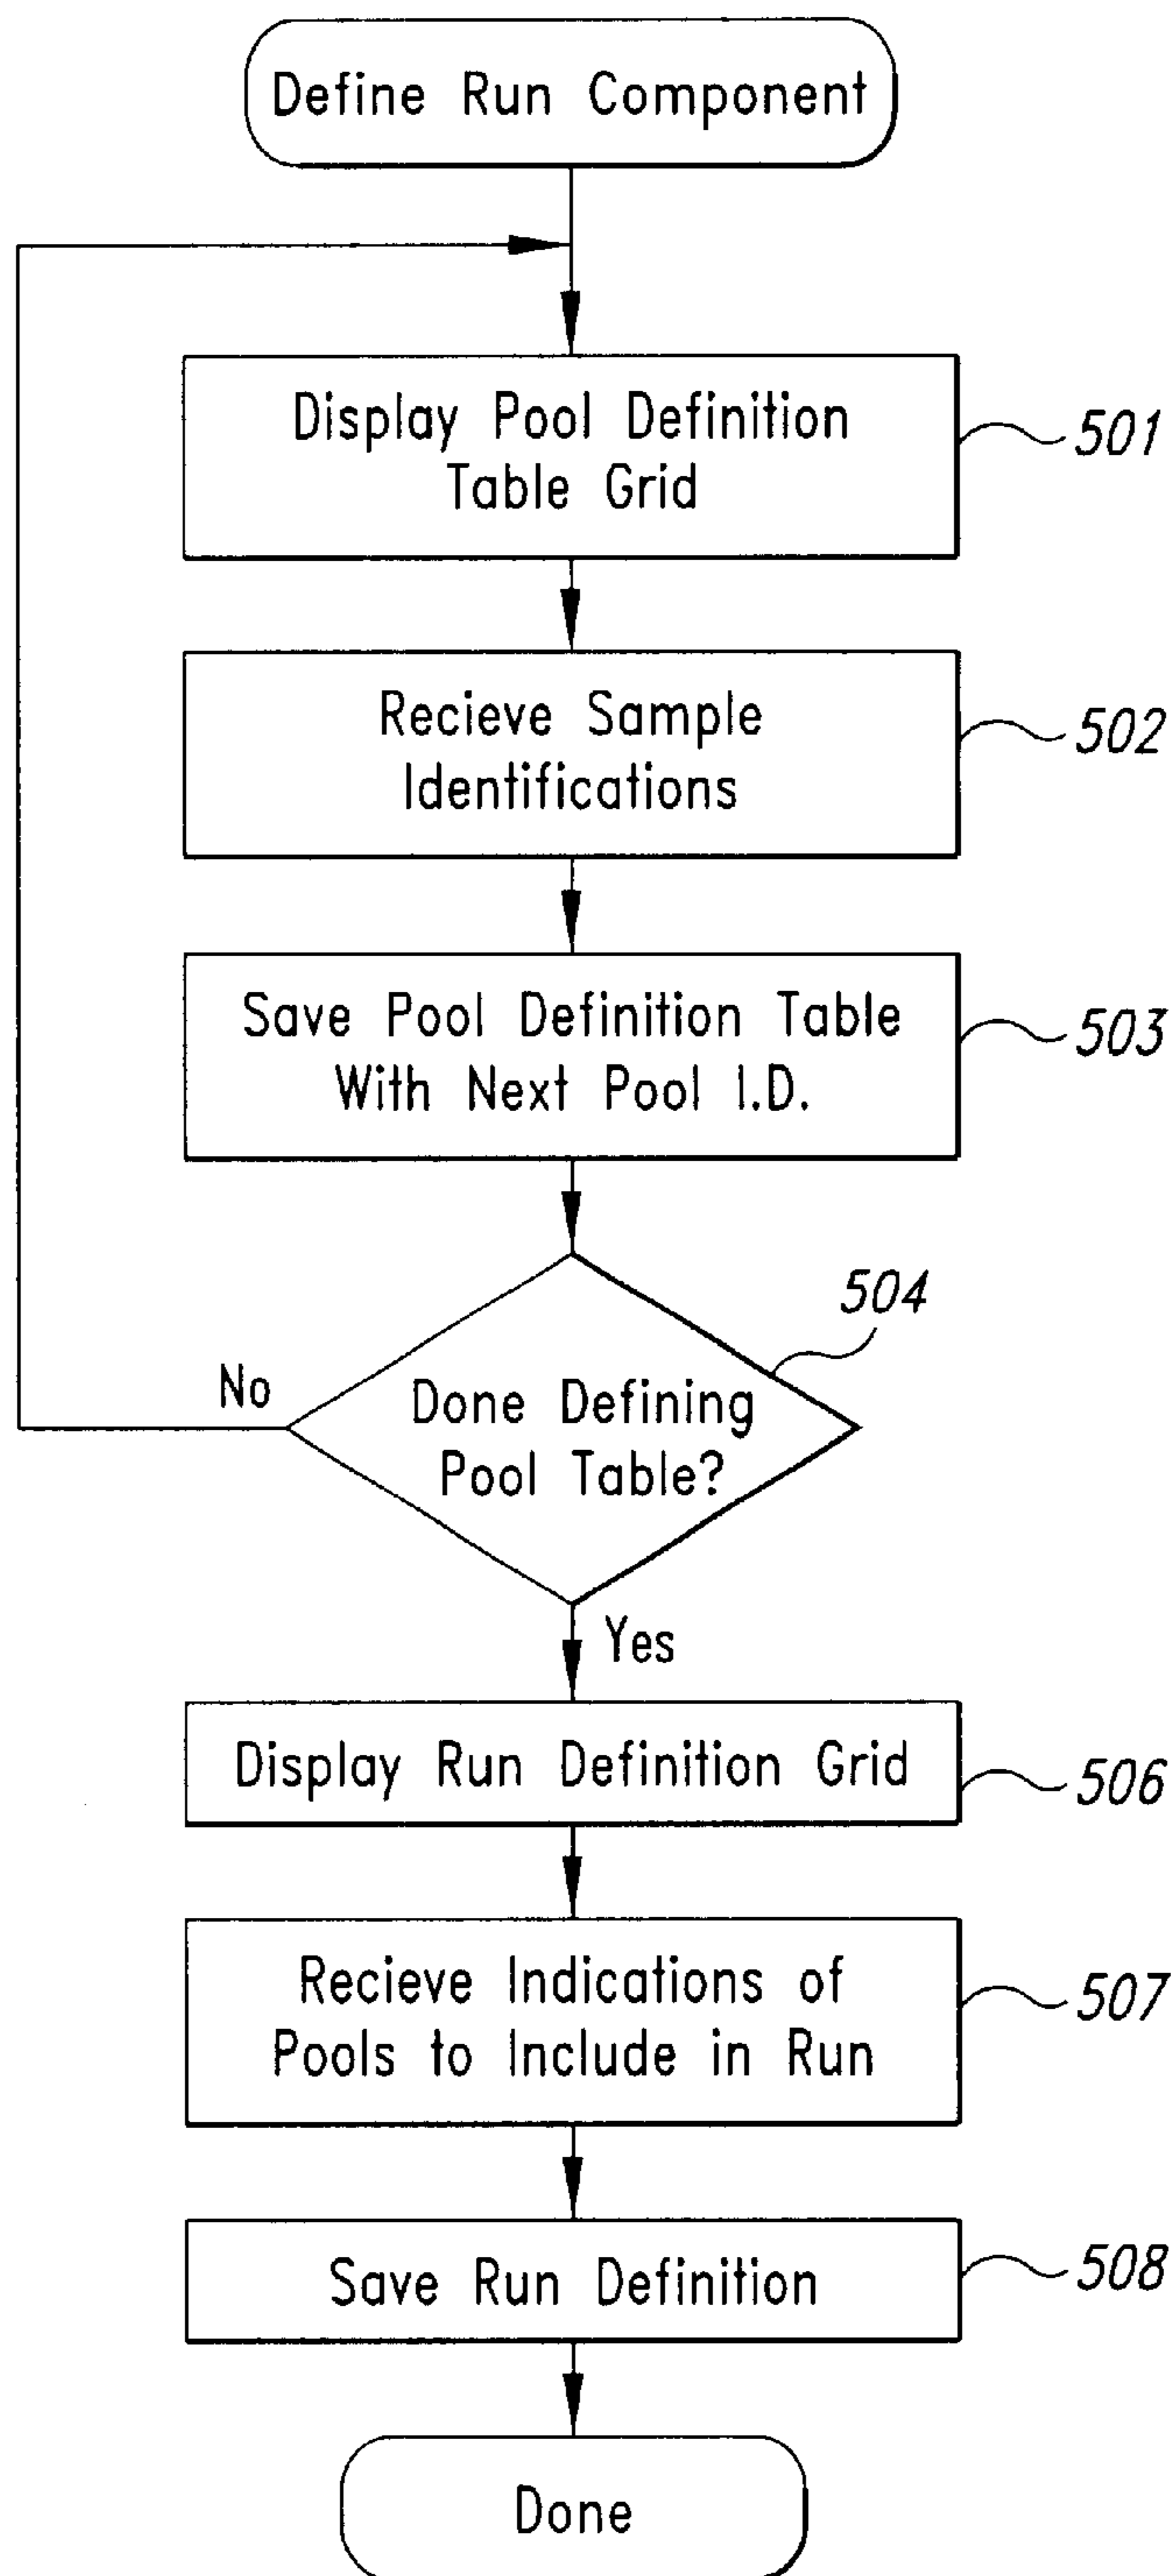 Define Run Component
Display Pool Definition
Table Grid
501
Recieve Sample
Identifications
502
Save Pool Definition Table
With Next Pool I.D.
503
504
No
Done Defining
Pool Table?
Yes
Display Run Definition Grid
506
Recieve Indications of
Pools to Include in Run
507
Save Run Definition
508
Done